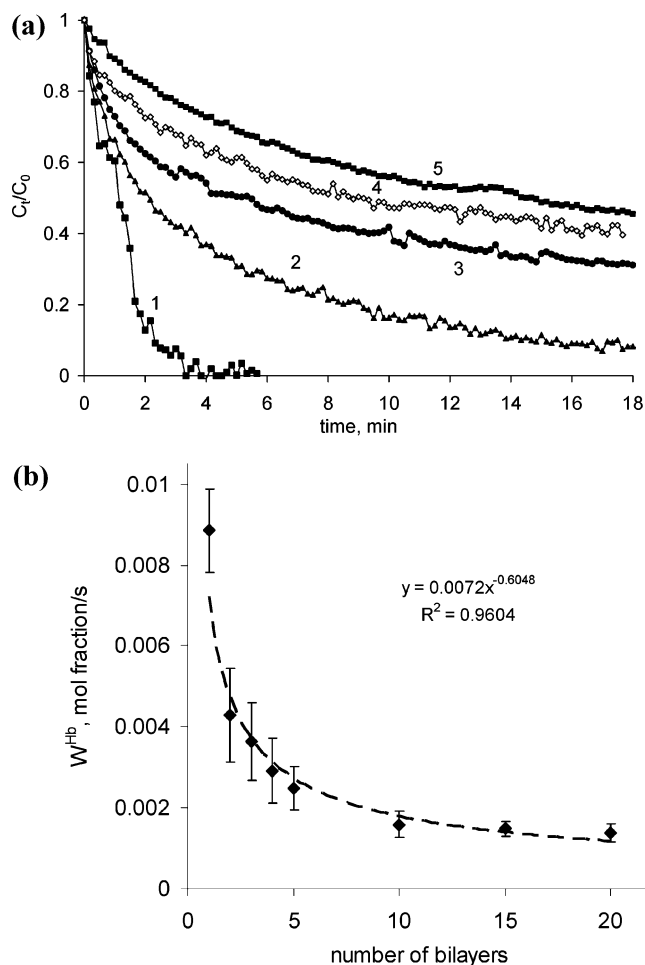 (a)
1
0.8
0.6
0.4
0.2
0
Ct/C0
1
2
3
4
5
0 2 4 6 8 10 12 14 16 18
time, min
(b)
0.01
0.008
0.006
0.004
0.002
0
W^Hb, mol fraction/s
y = 0.0072x^-0.6048
R^2 = 0.9604
0 5 10 15 20
number of bilayers